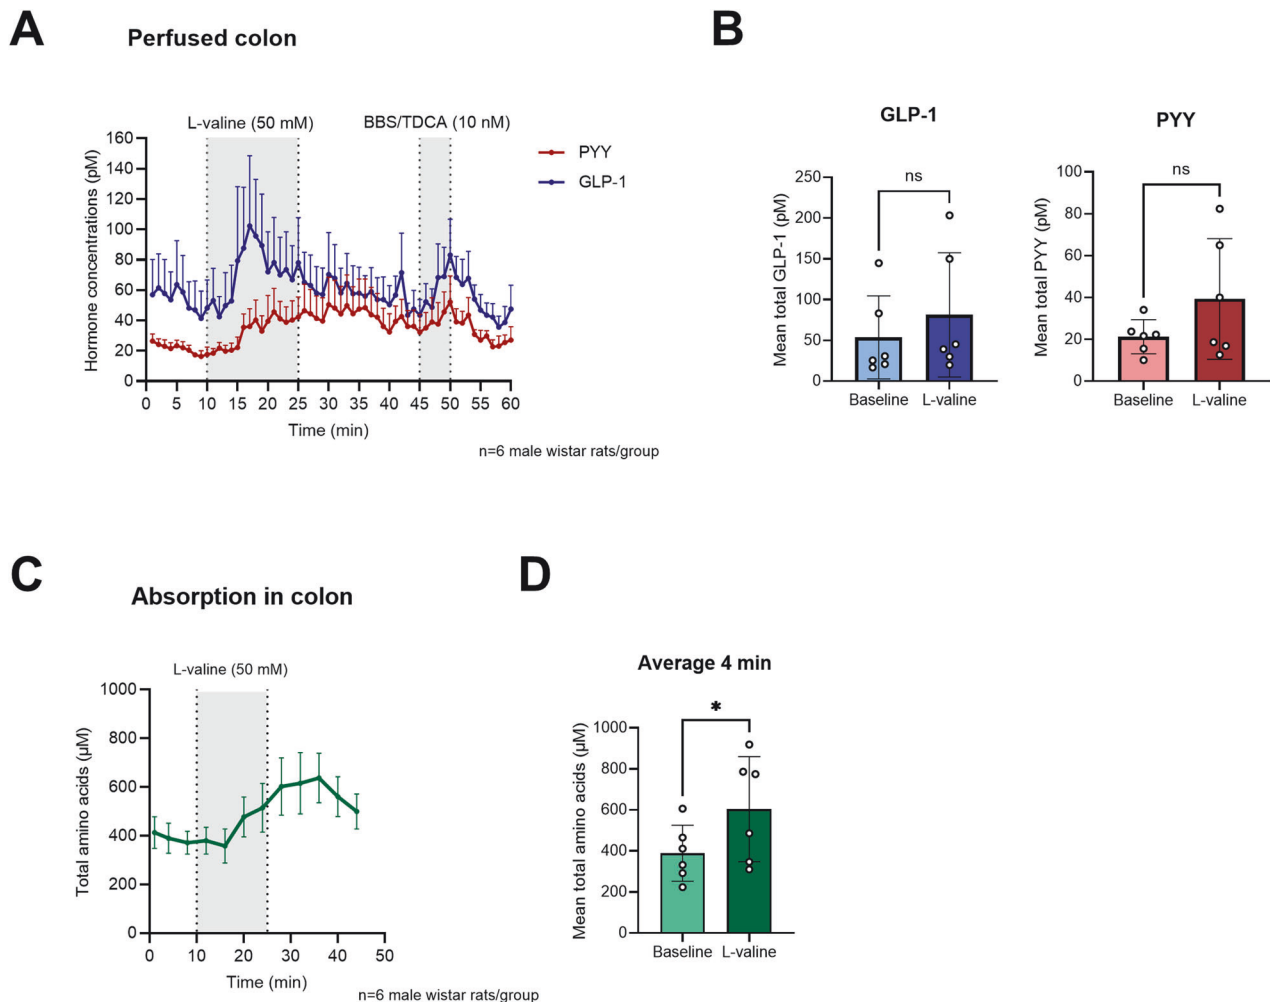 A
Perfused colon
L-valine (50 mM)
BBS/TDCA (10 nM)
PYY
GLP-1
Hormone concentrations (pM)
160
140
120
100
80
60
40
20
0
0 5 10 15 20 25 30 35 40 45 50 55 60
Time (min)
n=6 male wistar rats/group
B
GLP-1
ns
Mean total GLP-1 (pM)
250
200
150
100
50
0
Baseline L-valine
PYY
ns
Mean total PYY (pM)
100
80
60
40
20
0
Baseline L-valine
C
Absorption in colon
L-valine (50 mM)
Total amino acids (µM)
1000
800
600
400
200
0
0 10 20 30 40 50
Time (min)
n=6 male wistar rats/group
D
Average 4 min
*
Mean total amino acids (µM)
1000
800
600
400
200
0
Baseline L-valine